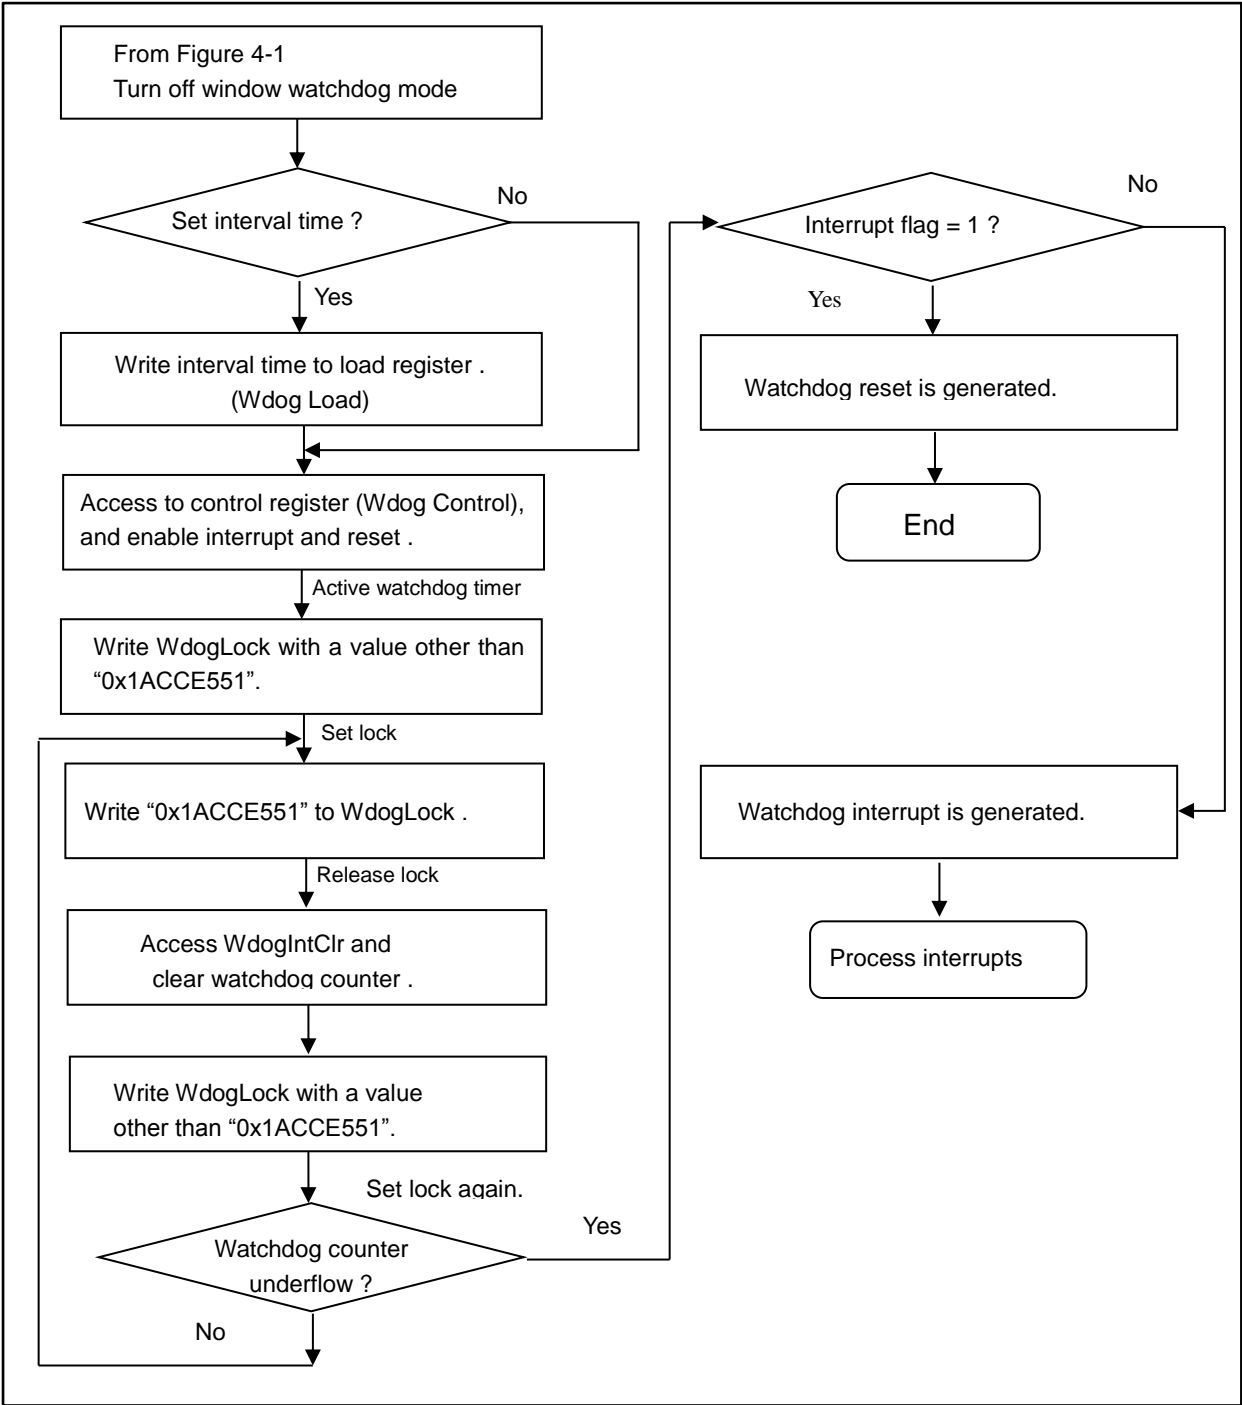 From Figure 4-1
Turn off window watchdog mode
Set interval time ?
No
Yes
Write interval time to load register .
(Wdog Load)
Access to control register (Wdog Control),
and enable interrupt and reset .
Active watchdog timer
Write WdogLock with a value other than
“0x1ACCE551”.
Set lock
Write “0x1ACCE551” to WdogLock .
Release lock
Access WdogIntClr and
clear watchdog counter .
Write WdogLock with a value
other than “0x1ACCE551”.
Set lock again.
Watchdog counter
underflow ?
Yes
No
Interrupt flag = 1 ?
No
Yes
Watchdog reset is generated.
End
Watchdog interrupt is generated.
Process interrupts